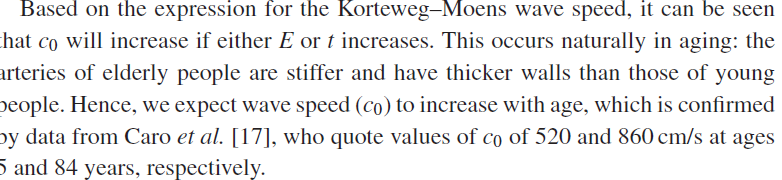 Based on the expression for the Korteweg–Moens wave speed, it can be seen
that c0 will increase if either E or t increases. This occurs naturally in aging: the
arteries of elderly people are stiffer and have thicker walls than those of young
people. Hence, we expect wave speed (c0) to increase with age, which is confirmed
by data from Caro et al. [17], who quote values of c0 of 520 and 860 cm/s at ages
5 and 84 years, respectively.